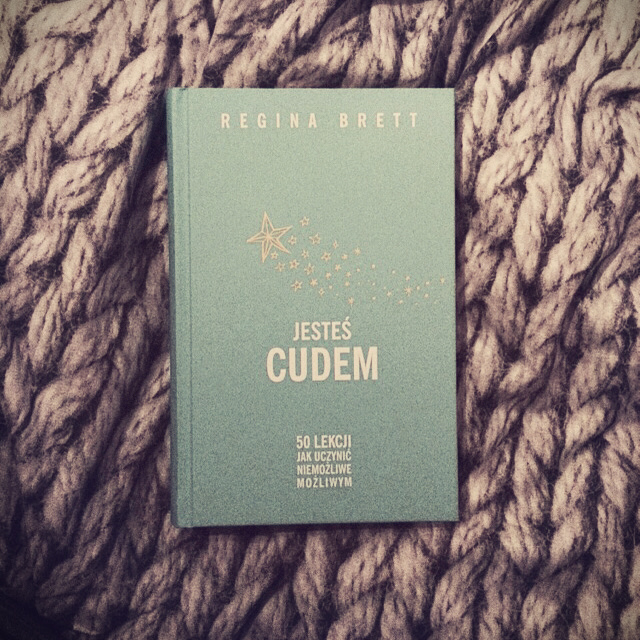 REGINA BRETT
JESTEŚ
CUDEM
50 LEKCJI
JAK UCZYNIĆ
NIEMOŻLIWE
MOŻLIWYM